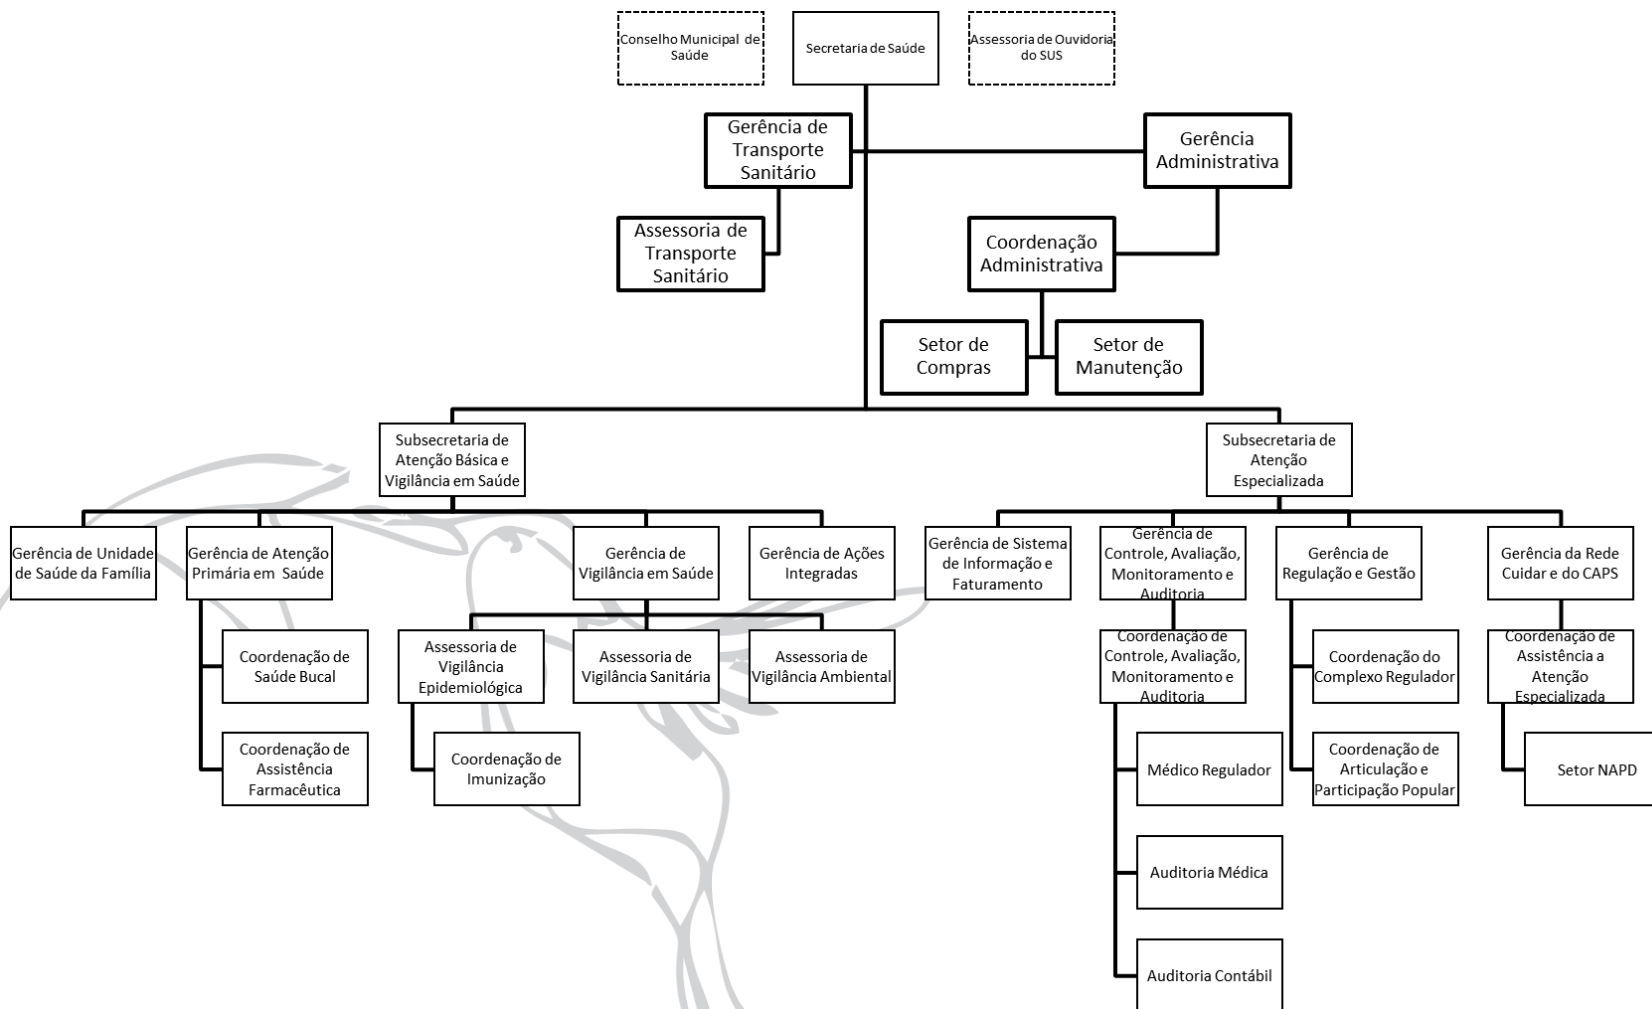 Conselho Municipal de
Saúde
Secretaria de Saúde
Assessoria de Ouvidoria
do SUS
Gerência de
Transporte
Sanitário
Gerência
Administrativa
Assessoria de
Transporte
Sanitário
Coordenação
Administrativa
Setor de
Compras
Setor de
Manutenção
Subsecretaria de
Atenção Básica e
Vigilância em Saúde
Subsecretaria de
Atenção
Especializada
Gerência de Unidade
de Saúde da Família
Gerência de Atenção
Primária em Saúde
Gerência de
Vigilância em Saúde
Gerência de Ações
Integradas
Gerência de Sistema
de Informação e
Faturamento
Gerência de
Controle, Avaliação,
Monitoramento e
Auditoria
Gerência de
Regulação e Gestão
Gerência da Rede
Cuidar e do CAPS
Coordenação de
Saúde Bucal
Assessoria de
Vigilância
Epidemiológica
Assessoria de
Vigilância Sanitária
Assessoria de
Vigilância Ambiental
Coordenação de
Controle, Avaliação,
Monitoramento e
Auditoria
Coordenação do
Complexo Regulador
Coordenação de
Assistência a
Atenção
Especializada
Coordenação de
Assistência
Farmacêutica
Coordenação de
Imunização
Médico Regulador
Coordenação de
Articulação e
Participação Popular
Setor NAPD
Auditoria Médica
Auditoria Contábil